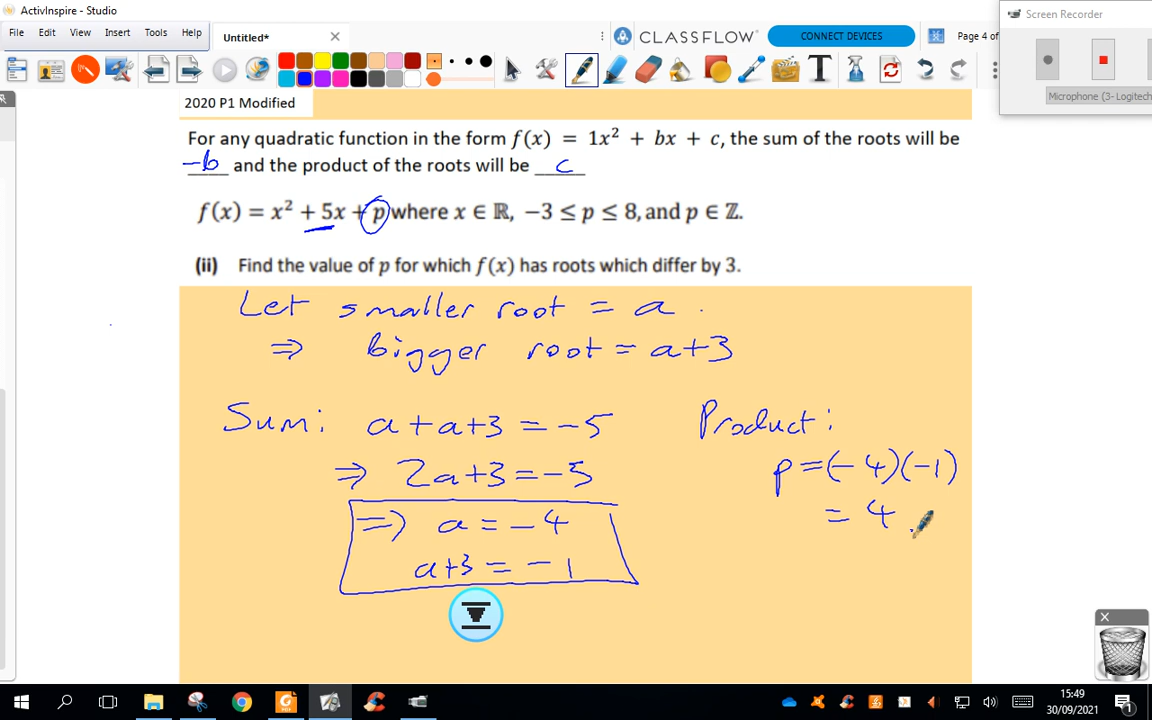 ActivInspire - Studio
Screen Recorder
File Edit View Insert Tools Help
Untitled*
CLASSFLOW
CONNECT DEVICES
Page 4 of
Microphone (3- Logitech
2020 P1 Modified
For any quadratic function in the form f(x) = 1x² + bx + c, the sum of the roots will be
-b and the product of the roots will be c
f(x) = x² + 5x + p where x ∈ ℝ, −3 ≤ p ≤ 8, and p ∈ ℤ.
(ii) Find the value of p for which f(x) has roots which differ by 3.
Let smaller root = a.
⇒ bigger root = a+3
Sum: a+a+3 = -5
⇒ 2a+3 = -5
⇒ a = -4
a+3 = -1
Product:
p = (-4)(-1)
= 4
15:49
30/09/2021